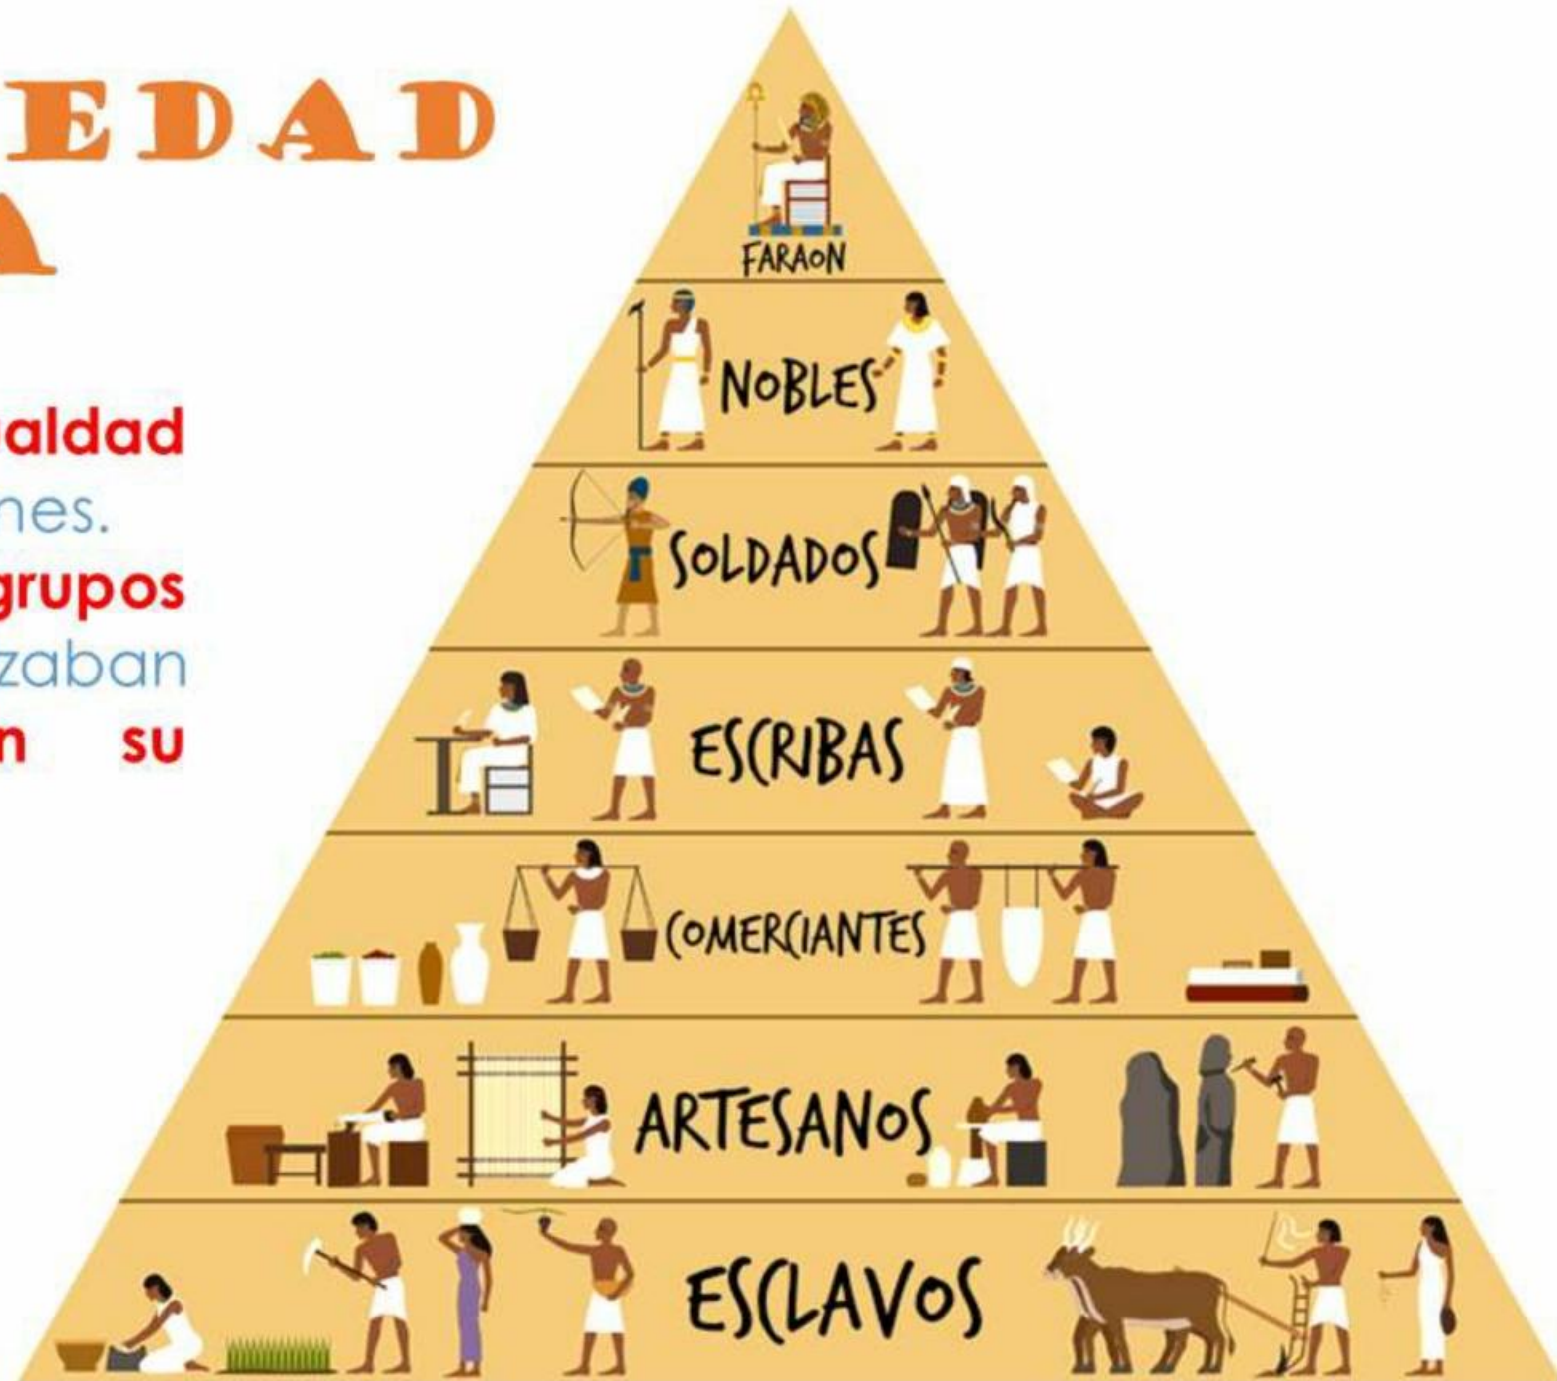 EDAD
A
aldad
nes.
grupos
zaban
n su
FARAON
NOBLES
SOLDADOS
ESCRIBAS
COMERCIANTES
ARTESANOS
ESCLAVOS